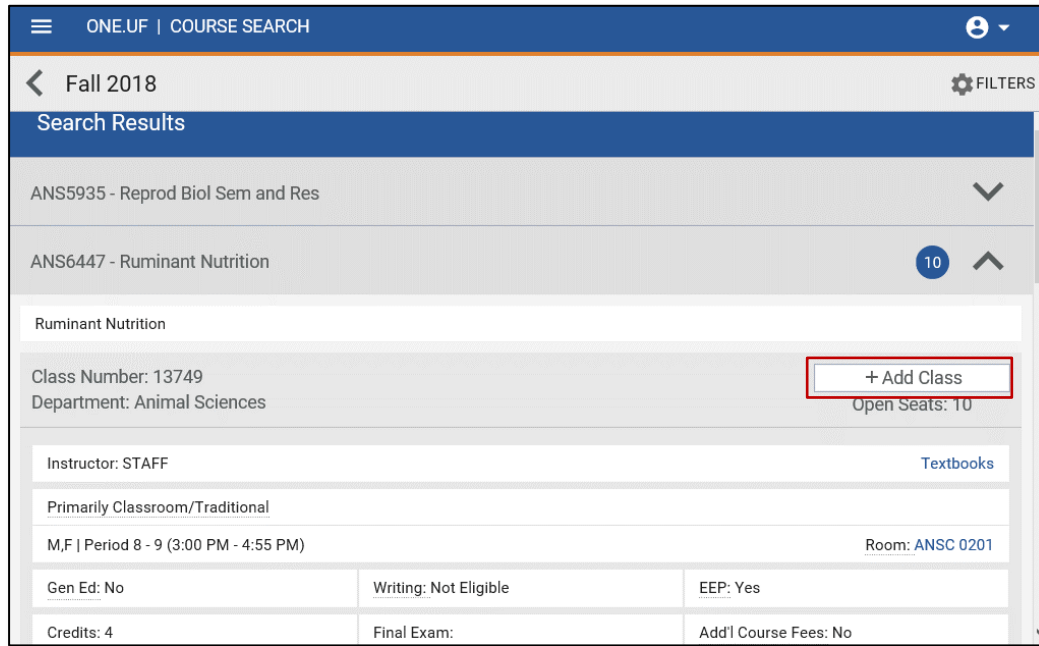 ONE.UF | COURSE SEARCH
Fall 2018
FILTERS
Search Results
ANS5935 - Reprod Biol Sem and Res
ANS6447 - Ruminant Nutrition
10
Ruminant Nutrition
Class Number: 13749
+ Add Class
Department: Animal Sciences
Open Seats: 10
Instructor: STAFF
Textbooks
Primarily Classroom/Traditional
M,F | Period 8 - 9 (3:00 PM - 4:55 PM)
Room: ANSC 0201
Gen Ed: No
Writing: Not Eligible
EEP: Yes
Credits: 4
Final Exam:
Add'l Course Fees: No